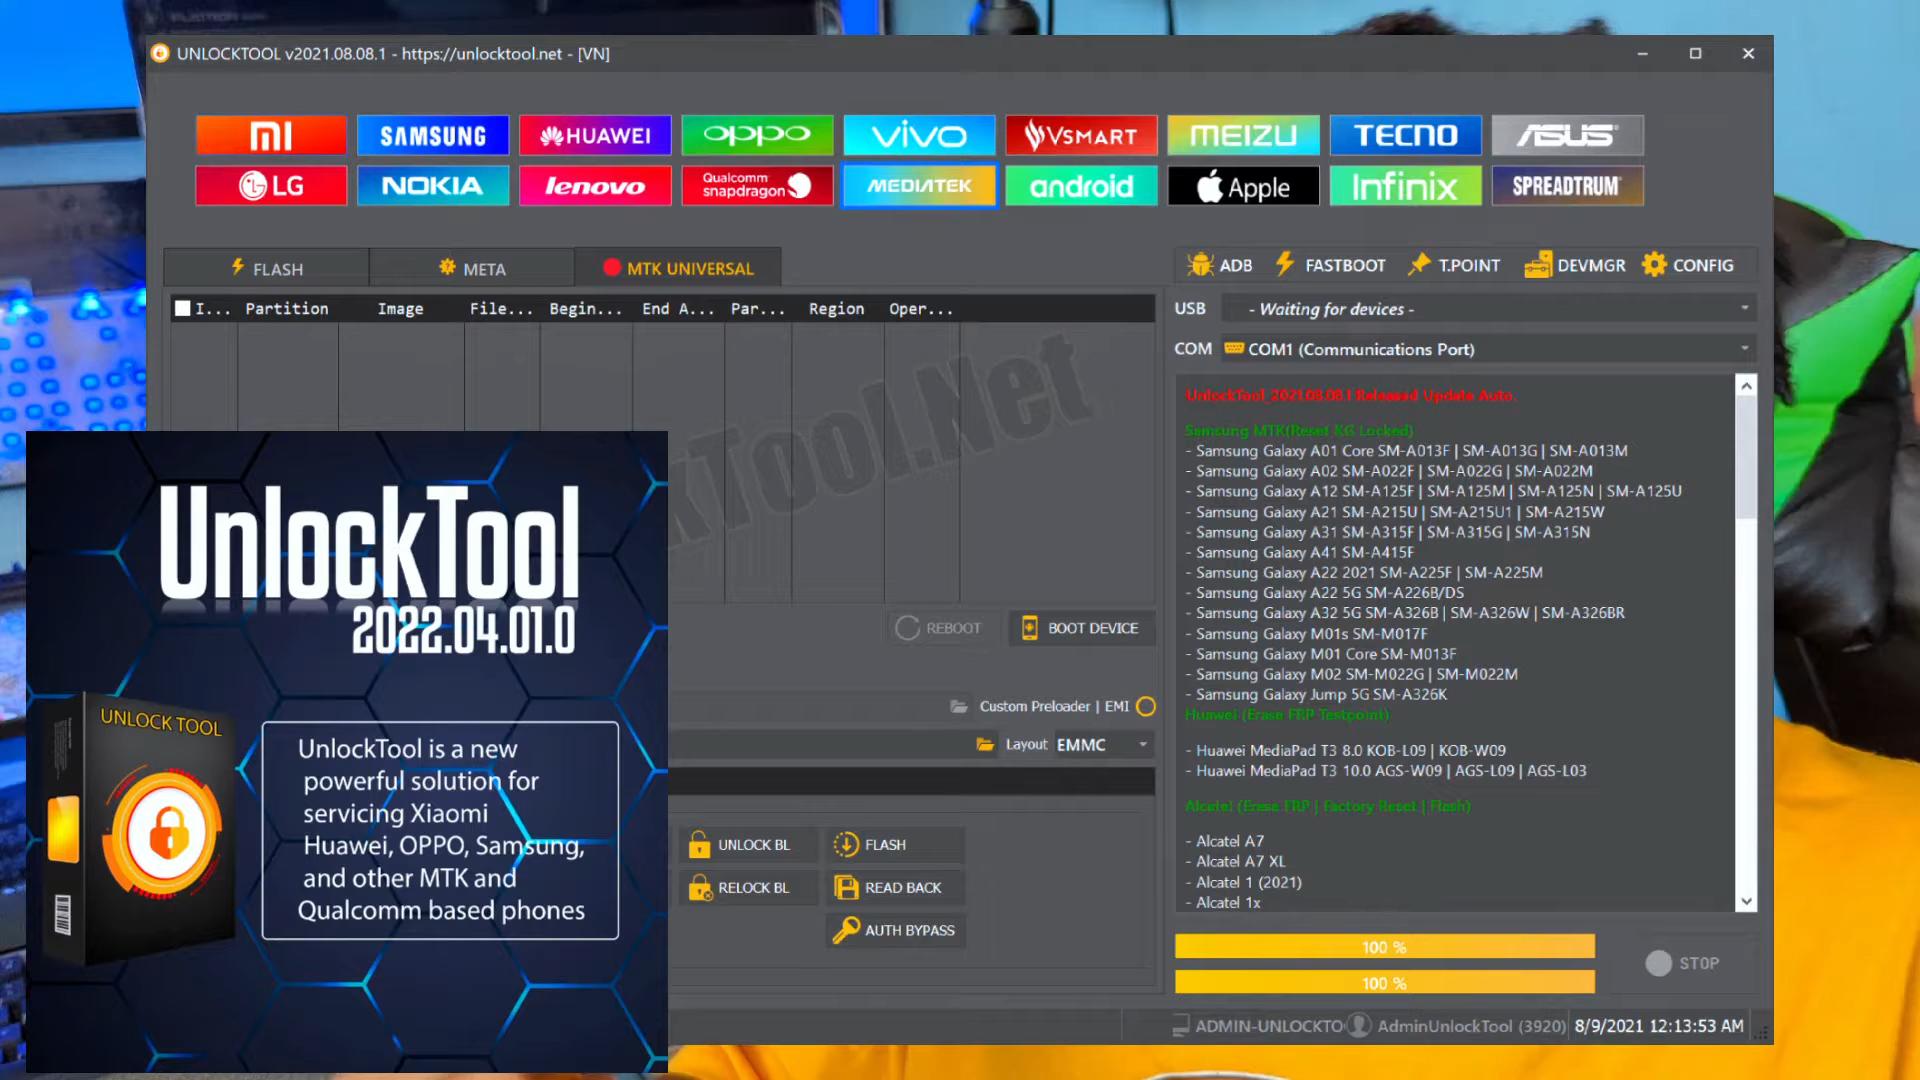 UNLOCKTOOL v2021.08.08.1 - https://unlocktool.net - [VN]
mi SAMSUNG HUAWEI oppo vivo VSMART MEIZU TECNO ASUS
LG NOKIA lenovo Qualcomm snapdragon MEDIATEK android Apple Infinix SPREADTRUM
FLASH META MTK UNIVERSAL
ADB FASTBOOT T.POINT DEVMGR CONFIG
I... Partition Image File... Begin... End A... Par... Region Oper...
USB - Waiting for devices -
COM COM1 (Communications Port)
kTool.Net
UnlockTool_2021.08.08.1 Released Update Auto.
Samsung MTK(Reset KG Locked)
- Samsung Galaxy A01 Core SM-A013F | SM-A013G | SM-A013M
- Samsung Galaxy A02 SM-A022F | SM-A022G | SM-A022M
- Samsung Galaxy A12 SM-A125F | SM-A125M | SM-A125N | SM-A125U
- Samsung Galaxy A21 SM-A215U | SM-A215U1 | SM-A215W
- Samsung Galaxy A31 SM-A315F | SM-A315G | SM-A315N
- Samsung Galaxy A41 SM-A415F
- Samsung Galaxy A22 2021 SM-A225F | SM-A225M
- Samsung Galaxy A22 5G SM-A226B/DS
- Samsung Galaxy A32 5G SM-A326B | SM-A326W | SM-A326BR
- Samsung Galaxy M01s SM-M017F
- Samsung Galaxy M01 Core SM-M013F
- Samsung Galaxy M02 SM-M022G | SM-M022M
- Samsung Galaxy Jump 5G SM-A326K
Huawei (Erase FRP Testpoint)
- Huawei MediaPad T3 8.0 KOB-L09 | KOB-W09
- Huawei MediaPad T3 10.0 AGS-W09 | AGS-L09 | AGS-L03
Alcatel (Erase FRP | Factory Reset | Flash)
- Alcatel A7
- Alcatel A7 XL
- Alcatel 1 (2021)
- Alcatel 1x
REBOOT BOOT DEVICE
Custom Preloader | EMI
Layout EMMC
UNLOCK BL FLASH
RELOCK BL READ BACK
AUTH BYPASS
100 %
100 %
STOP
ADMIN-UNLOCKTO AdminUnlockTool (3920) 8/9/2021 12:13:53 AM
UnlockTool
2022.04.01.0
UNLOCK TOOL
UnlockTool is a new
powerful solution for
servicing Xiaomi
Huawei, OPPO, Samsung,
and other MTK and
Qualcomm based phones